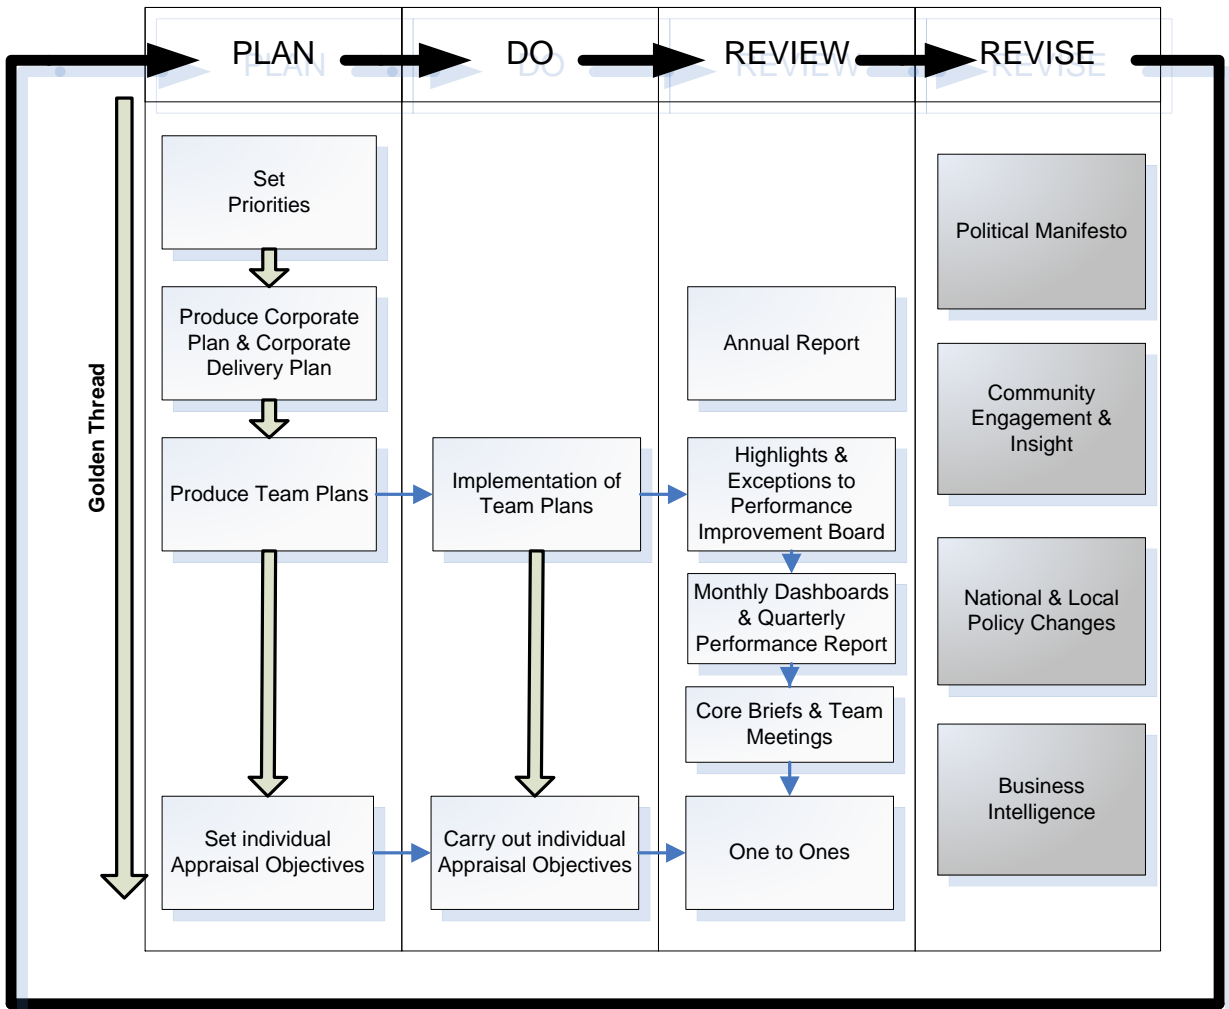 PLAN
DO
REVIEW
REVISE
Golden Thread
Set
Priorities
Produce Corporate
Plan & Corporate
Delivery Plan
Produce Team Plans
Set individual
Appraisal Objectives
Implementation of
Team Plans
Carry out individual
Appraisal Objectives
Annual Report
Highlights &
Exceptions to
Performance
Improvement Board
Monthly Dashboards
& Quarterly
Performance Report
Core Briefs & Team
Meetings
One to Ones
Political Manifesto
Community
Engagement &
Insight
National & Local
Policy Changes
Business
Intelligence